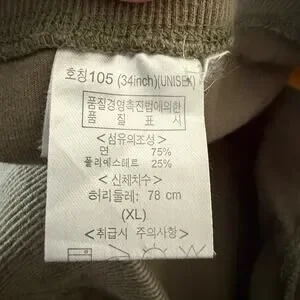 호칭105 (34inch)(UNISEX)
품질경영촉진법에의한
품 질 표 시
<섬유의조성>
면 75%
폴리에스테르 25%
<신체치수>
허리둘레: 78 cm
(XL)
<취급시 주의사항>